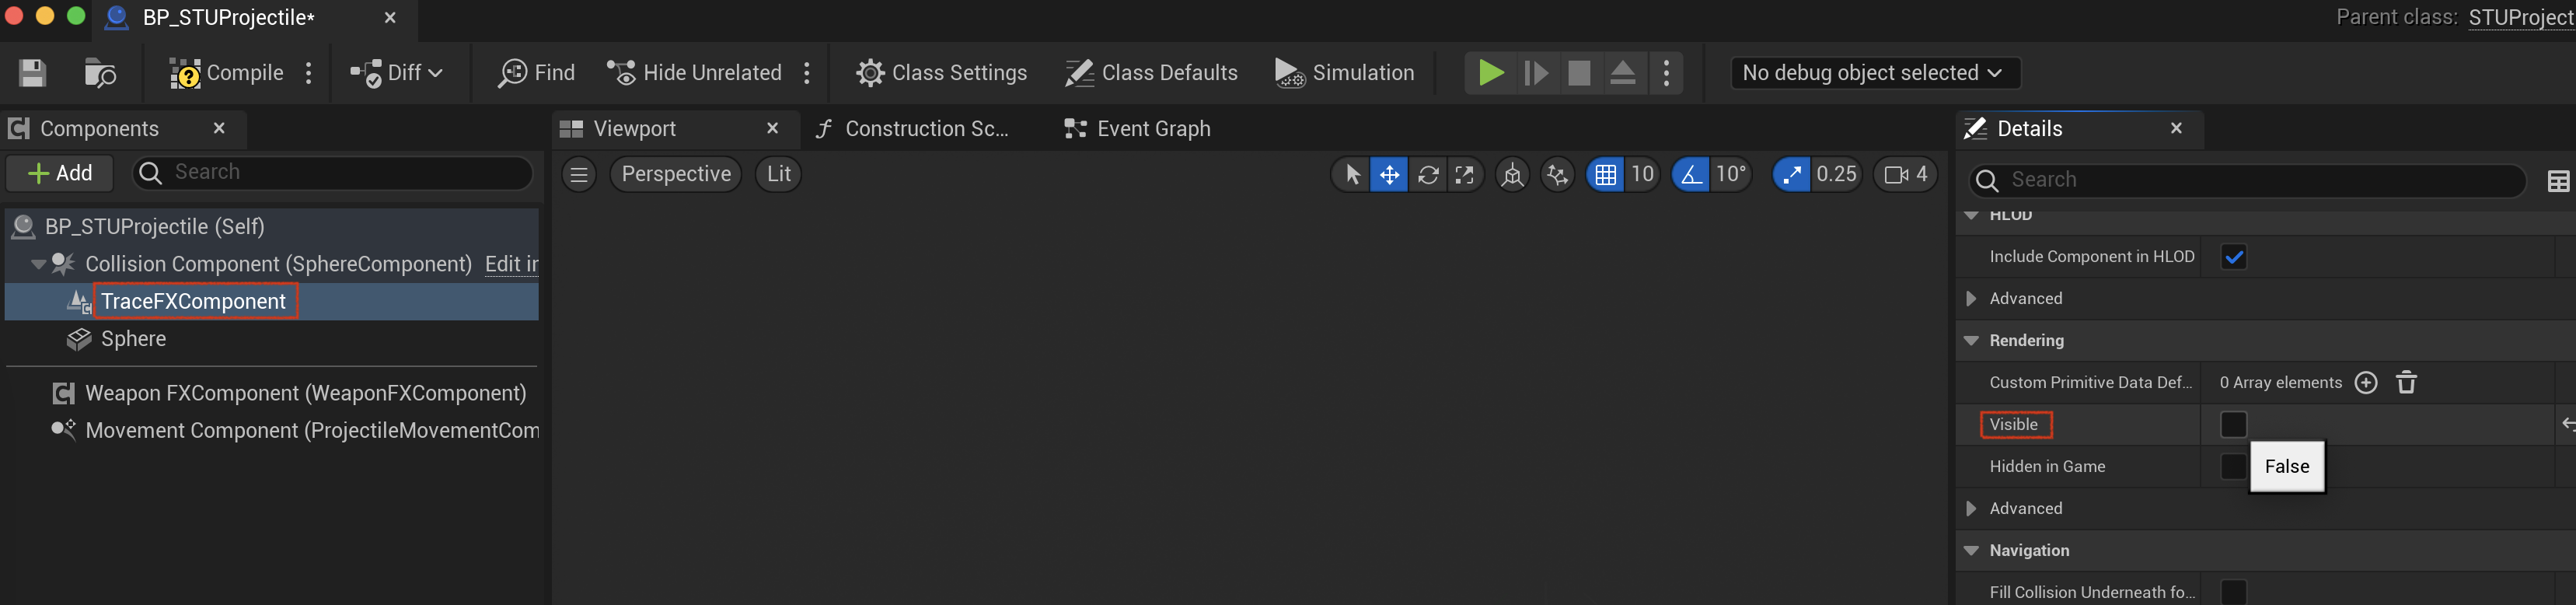 BP_STUProjectile*
Parent class: STUProject
Compile
Diff
Find
Hide Unrelated
Class Settings
Class Defaults
Simulation
No debug object selected
Components
Viewport
Construction Sc...
Event Graph
Details
Add
Search
Perspective
Lit
10
10°
0.25
4
Search
BP_STUProjectile (Self)
Collision Component (SphereComponent) Edit in
TraceFXComponent
Sphere
Weapon FXComponent (WeaponFXComponent)
Movement Component (ProjectileMovementCom
HLOD
Include Component in HLOD
Advanced
Rendering
Custom Primitive Data Def...
0 Array elements
Visible
Hidden in Game
False
Advanced
Navigation
Fill Collision Underneath fo...